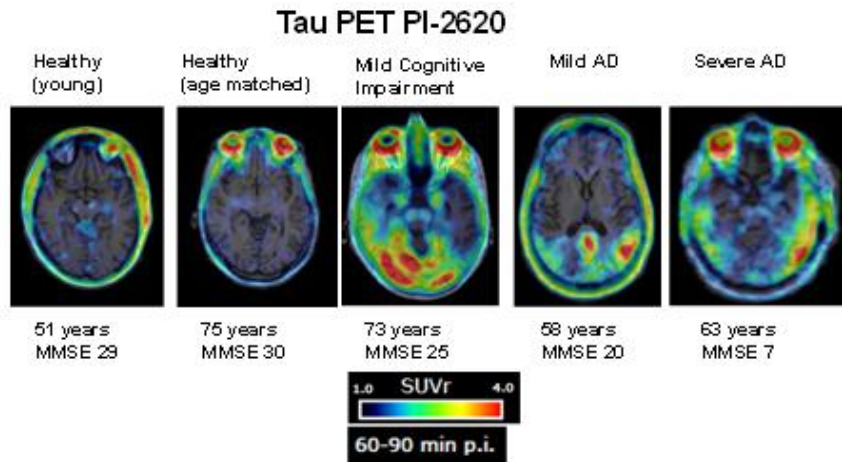 Tau PET PI-2620
Healthy
(young)
Healthy
(age matched)
Mild Cognitive
Impairment
Mild AD
Severe AD
51 years
MMSE 29
75 years
MMSE 30
73 years
MMSE 25
58 years
MMSE 20
63 years
MMSE 7
1.0 SUVr 4.0
60-90 min p.i.